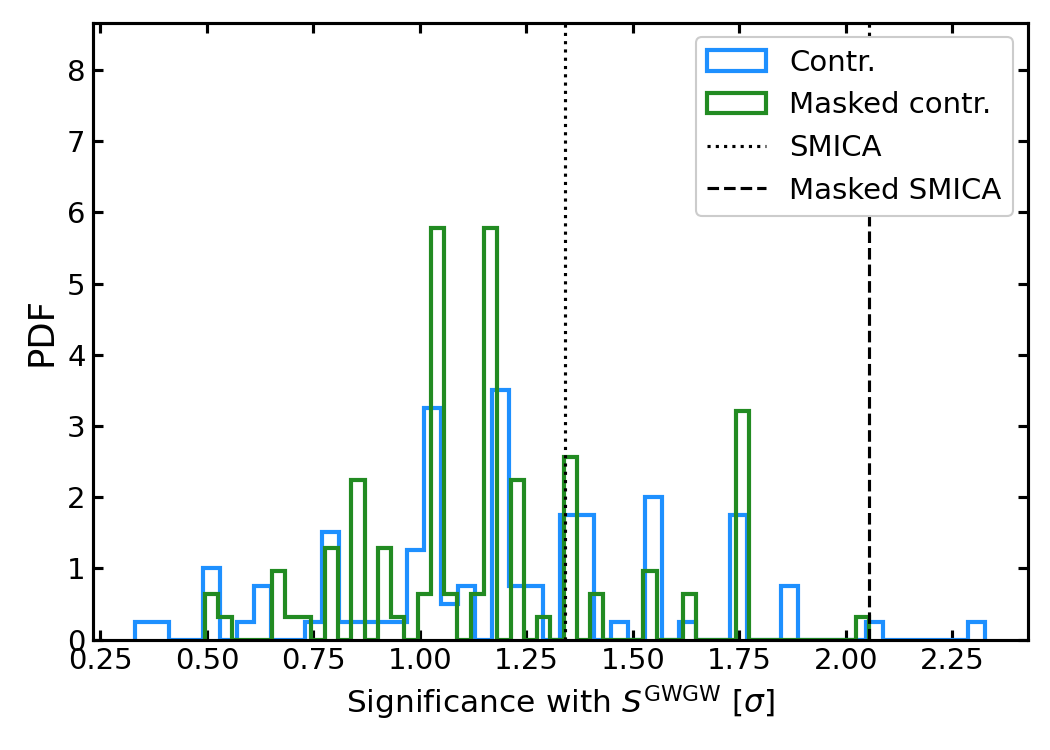 Contr.
Masked contr.
SMICA
Masked SMICA
PDF
8
7
6
5
4
3
2
1
0
0.25 0.50 0.75 1.00 1.25 1.50 1.75 2.00 2.25
Significance with S^GWGW [σ]